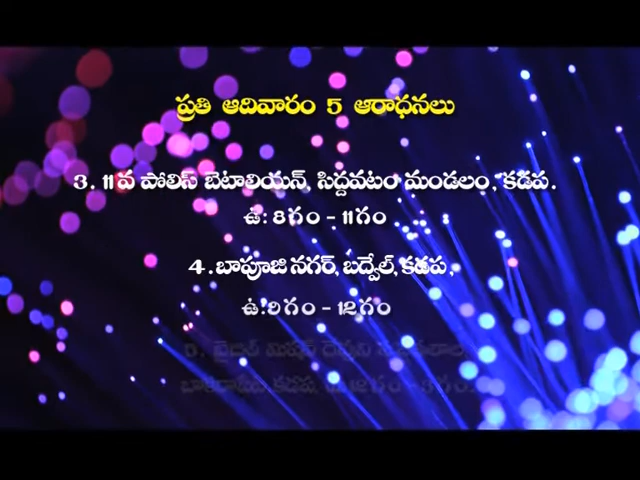 ప్రతి ఆదివారం 5 ఆరాధనలు
3. 11వ పోలిస్ బెటాలియన్, సిద్దవటం మండలం, కడప.
ఉ: 8గం - 11గం
4. బాపూజి నగర్, బద్వేల్, కడప,
ఉ:9గం - 12గం